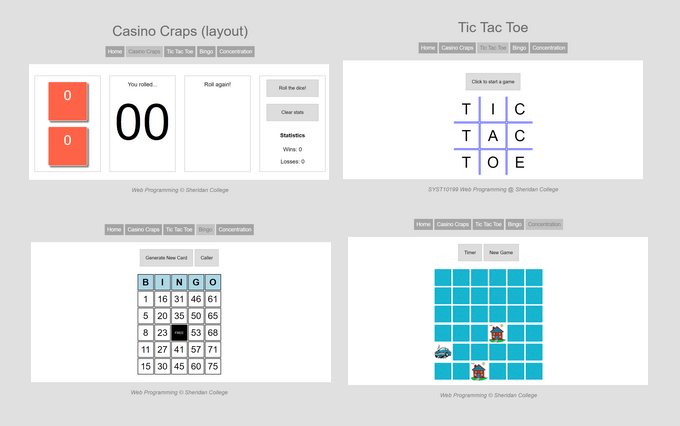 Casino Craps (layout)
Home Casino Craps Tic Tac Toe Bingo Concentration
0
0
You rolled...
00
Roll again!
Roll the dice!
Clear stats
Statistics
Wins: 0
Losses: 0
Web Programming © Sheridan College
Tic Tac Toe
Home Casino Craps Tic Tac Toe Bingo Concentration
Click to start a game
T I C
T A C
T O E
SYST10199 Web Programming @ Sheridan College
Home Casino Craps Tic Tac Toe Bingo Concentration
Generate New Card Caller
B I N G O
1 16 31 46 61
5 20 35 50 65
8 23 FREE 53 68
11 27 41 57 71
15 30 45 60 75
Web Programming © Sheridan College
Home Casino Craps Tic Tac Toe Bingo Concentration
Timer New Game
Web Programming © Sheridan College